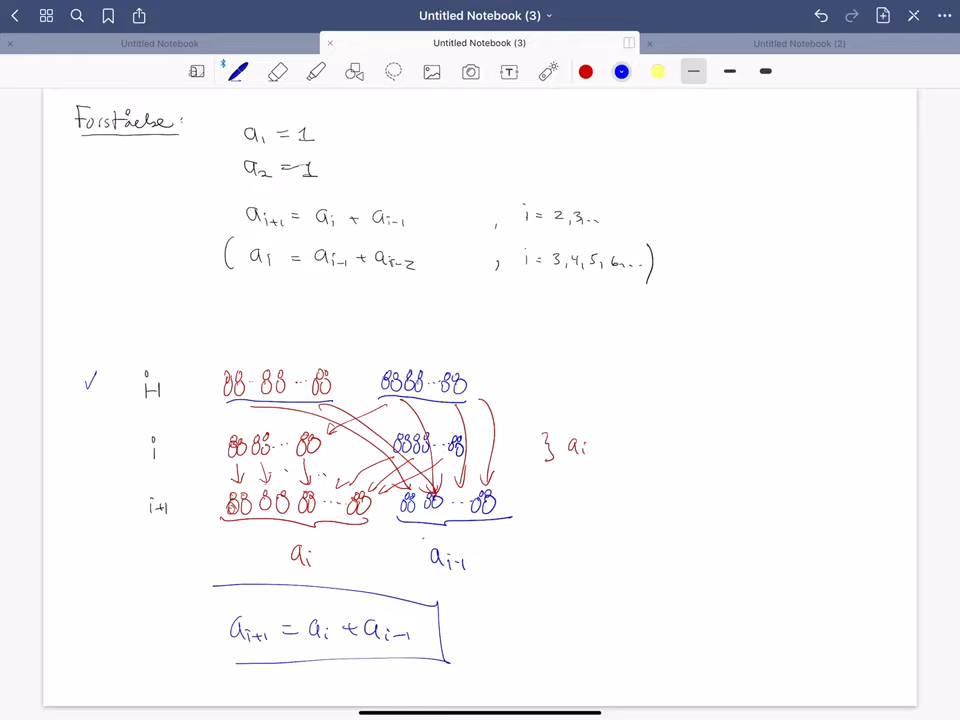 Untitled Notebook (3)
Untitled Notebook
Untitled Notebook (3)
Untitled Notebook (2)
T
Forståelse:
a₁ = 1
a₂ = 1
aᵢ₊₁ = aᵢ + aᵢ₋₁ , i = 2,3...
( aᵢ = aᵢ₋₁ + aᵢ₋₂ , i = 3,4,5,6,... )
✓
i } aᵢ
i+1
aᵢ aᵢ₋₁
aᵢ₊₁ = aᵢ + aᵢ₋₁